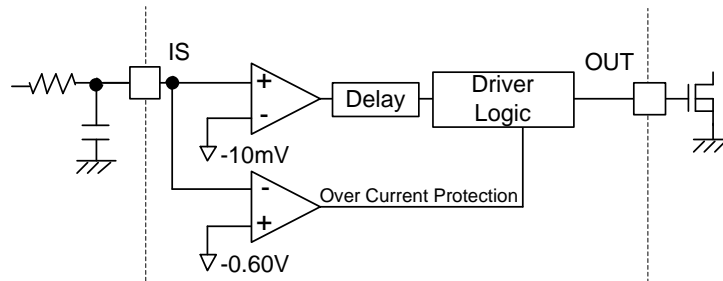 IS
OUT
+
-
-10mV
Delay
Driver
Logic
-
+
-0.60V
Over Current Protection